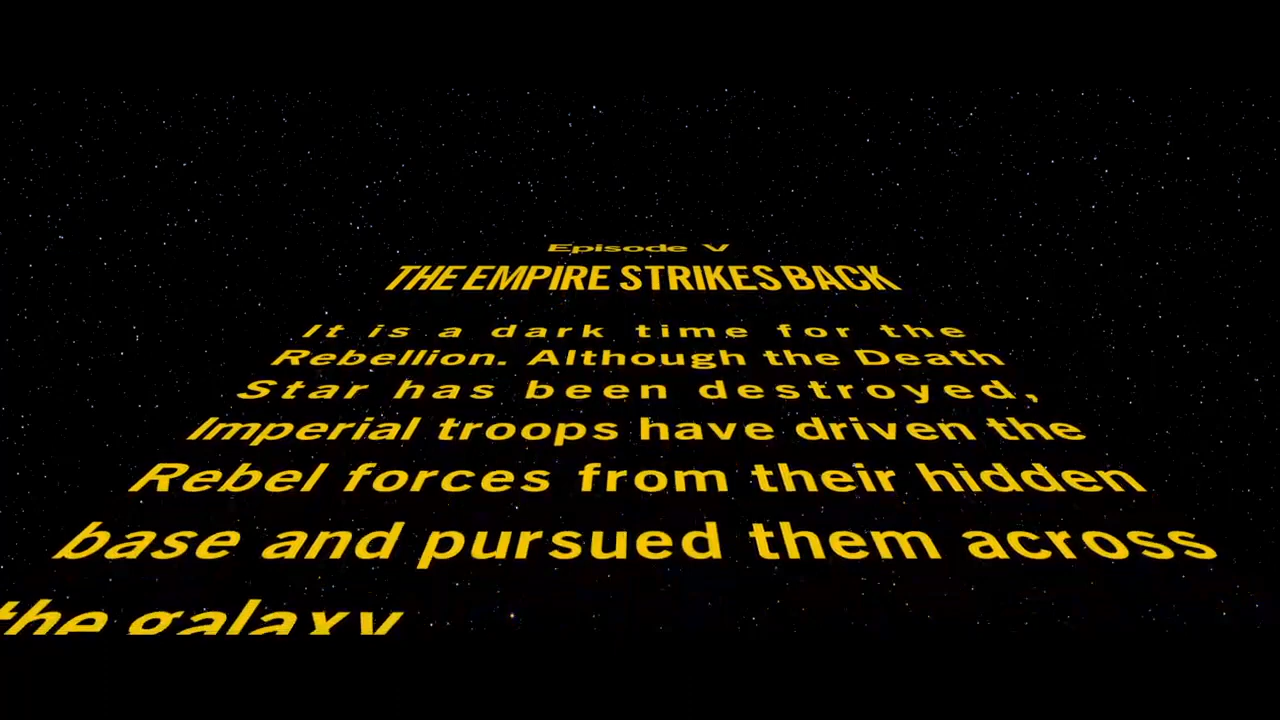 Episode V
THE EMPIRE STRIKES BACK
It is a dark time for the
Rebellion. Although the Death
Star has been destroyed,
Imperial troops have driven the
Rebel forces from their hidden
base and pursued them across
the galaxy